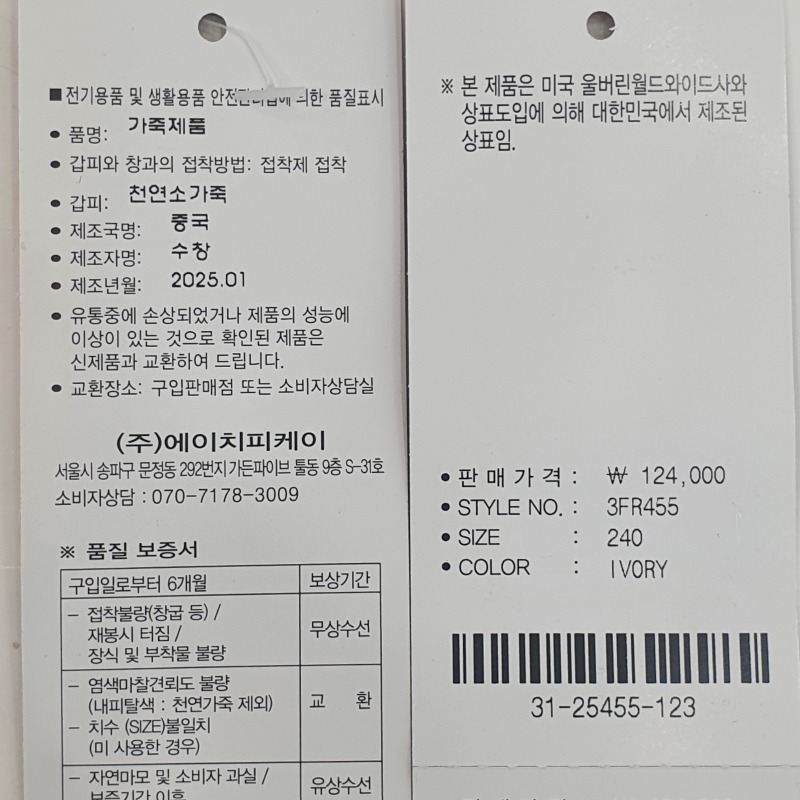 ■ 전기용품 및 생활용품 안전관리법에 의한 품질표시
• 품명: 가죽제품
• 갑피와 창과의 접착방법: 접착제 접착
• 갑피: 천연소가죽
• 제조국명: 중국
• 제조자명: 수창
• 제조년월: 2025.01
• 유통중에 손상되었거나 제품의 성능에
이상이 있는 것으로 확인된 제품은
신제품과 교환하여 드립니다.
• 교환장소: 구입판매점 또는 소비자상담실
(주)에이치피케이
서울시 송파구 문정동 292번지 가든파이브 툴동 9층 S-31호
소비자상담 : 070-7178-3009
※ 품질 보증서
구입일로부터 6개월 보상기간
– 접착불량(창굽 등) /
재봉시 터짐 /
장식 및 부착물 불량
무상수선
– 염색마찰견뢰도 불량
(내피탈색 : 천연가죽 제외)
– 치수 (SIZE)불일치
(미 사용한 경우)
교 환
– 자연마모 및 소비자 과실 /
보증기간 이후
유상수선
※ 본 제품은 미국 울버린월드와이드사와
상표도입에 의해 대한민국에서 제조된
상표임.
• 판매가격 : ₩ 124,000
• STYLE NO. : 3FR455
• SIZE : 240
• COLOR : IVORY
31-25455-123